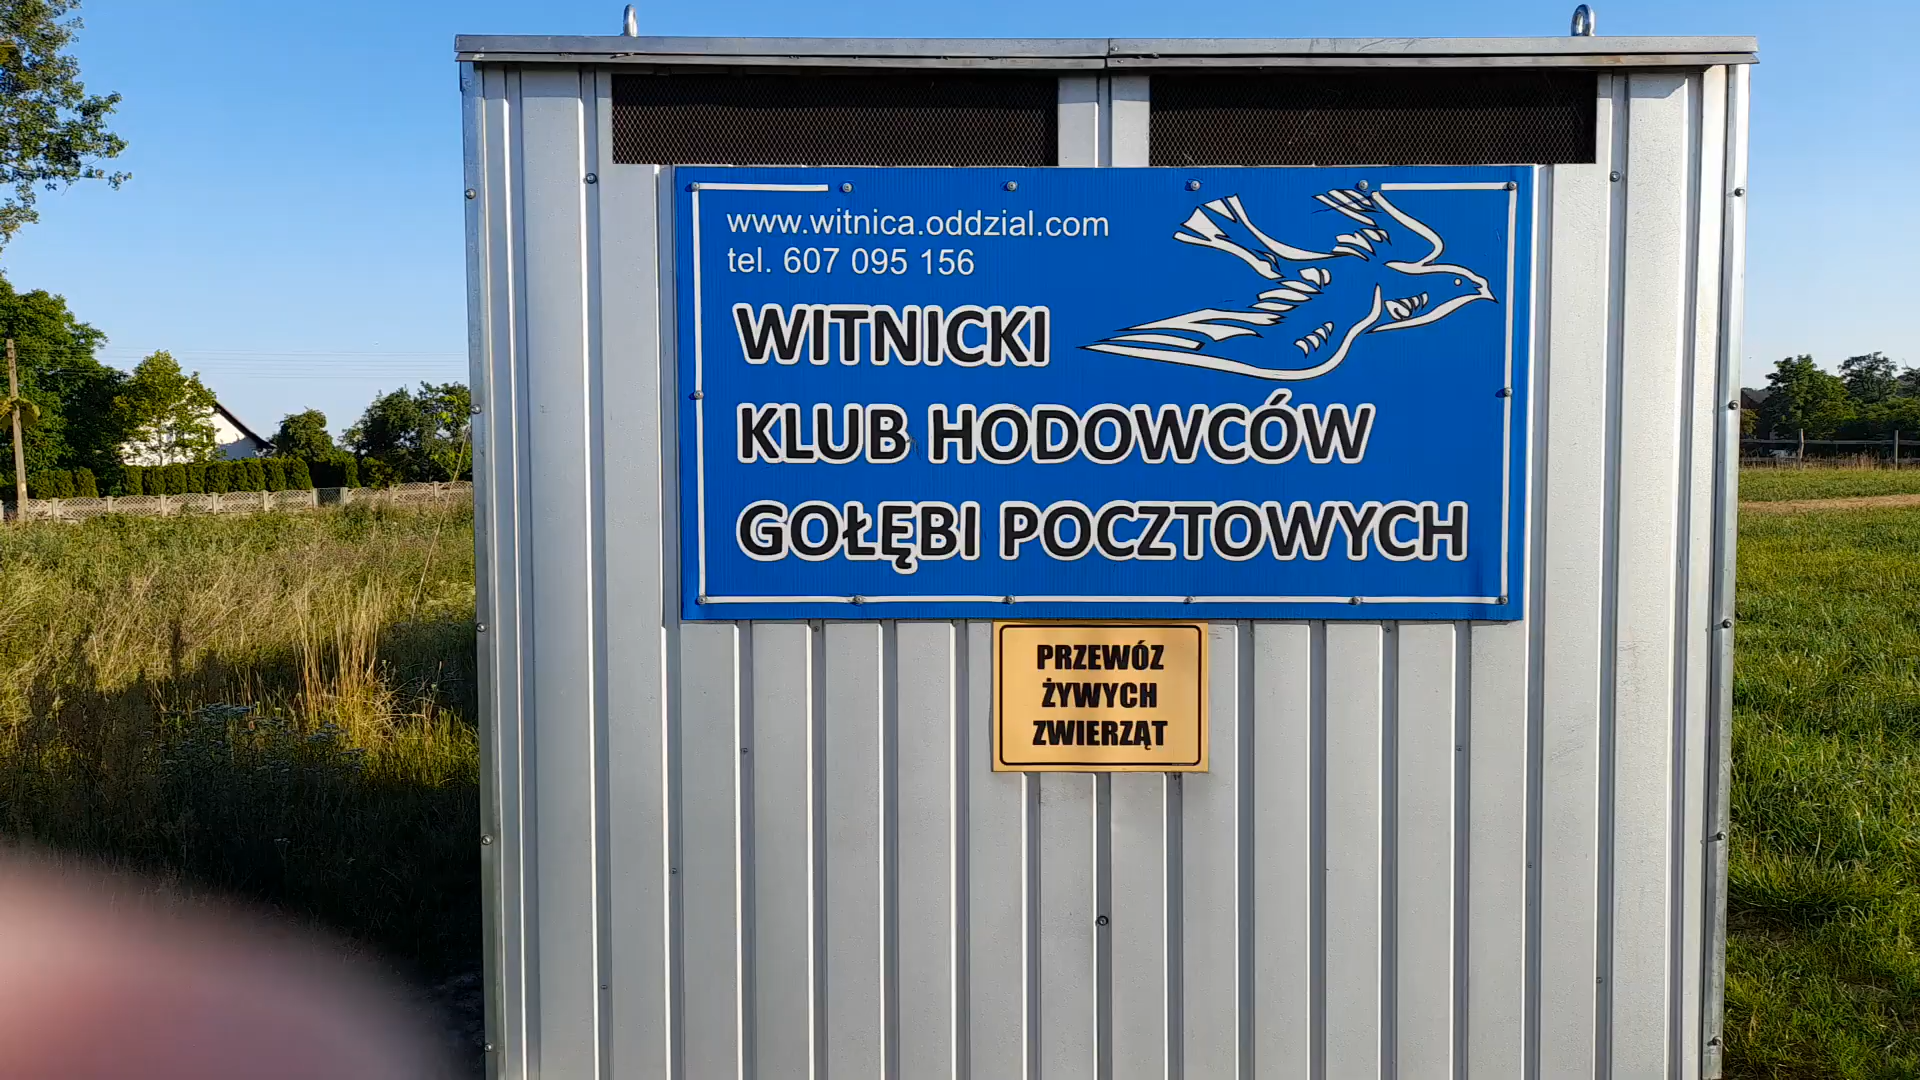 www.witnica.oddzial.com
tel. 607 095 156
WITNICKI
KLUB HODOWCÓW
GOŁĘBI POCZTOWYCH
PRZEWÓZ
ŻYWYCH
ZWIERZĄT